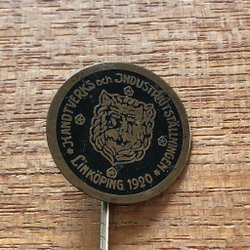 HANDTVERKS och INDUSTRIUTSTÄLLNINGEN
LINKÖPING 1920